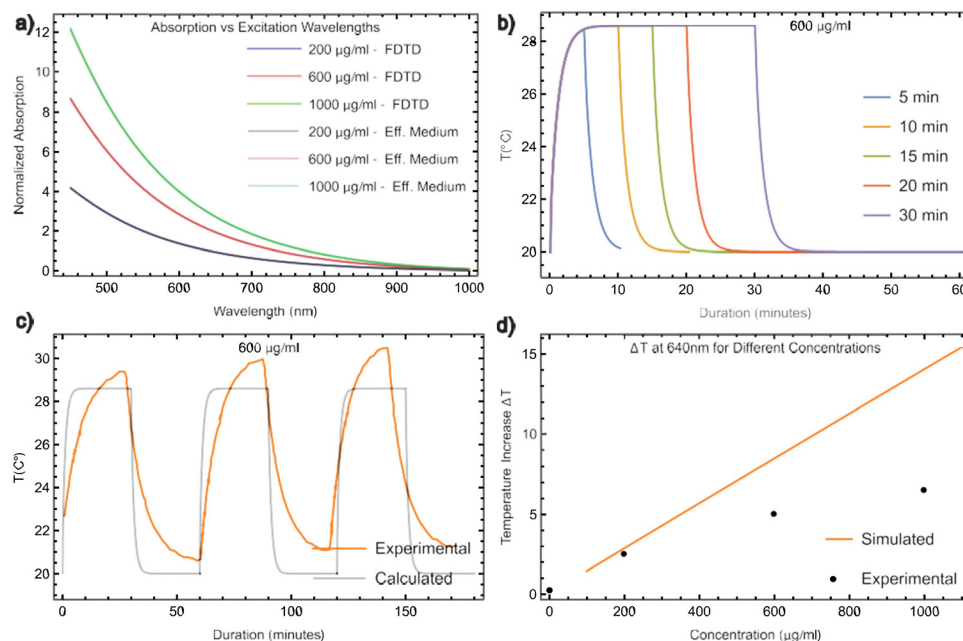 a)
Absorption vs Excitation Wavelengths
Normalized Absorption
12
10
8
6
4
2
0
200 µg/ml - FDTD
600 µg/ml - FDTD
1000 µg/ml - FDTD
200 µg/ml - Eff. Medium
600 µg/ml - Eff. Medium
1000 µg/ml - Eff. Medium
500 600 700 800 900 1000
Wavelength (nm)
b)
600 µg/ml
T(° C)
28
26
24
22
20
5 min
10 min
15 min
20 min
30 min
0 10 20 30 40 50 60
Duration (minutes)
c)
600 µg/ml
T(C°)
30
28
26
24
22
20
Experimental
Calculated
0 50 100 150
Duration (minutes)
d)
ΔT at 640nm for Different Concentrations
Temperature Increase ΔT
15
10
5
0
Simulated
Experimental
0 200 400 600 800 1000
Concentration (µg/ml)